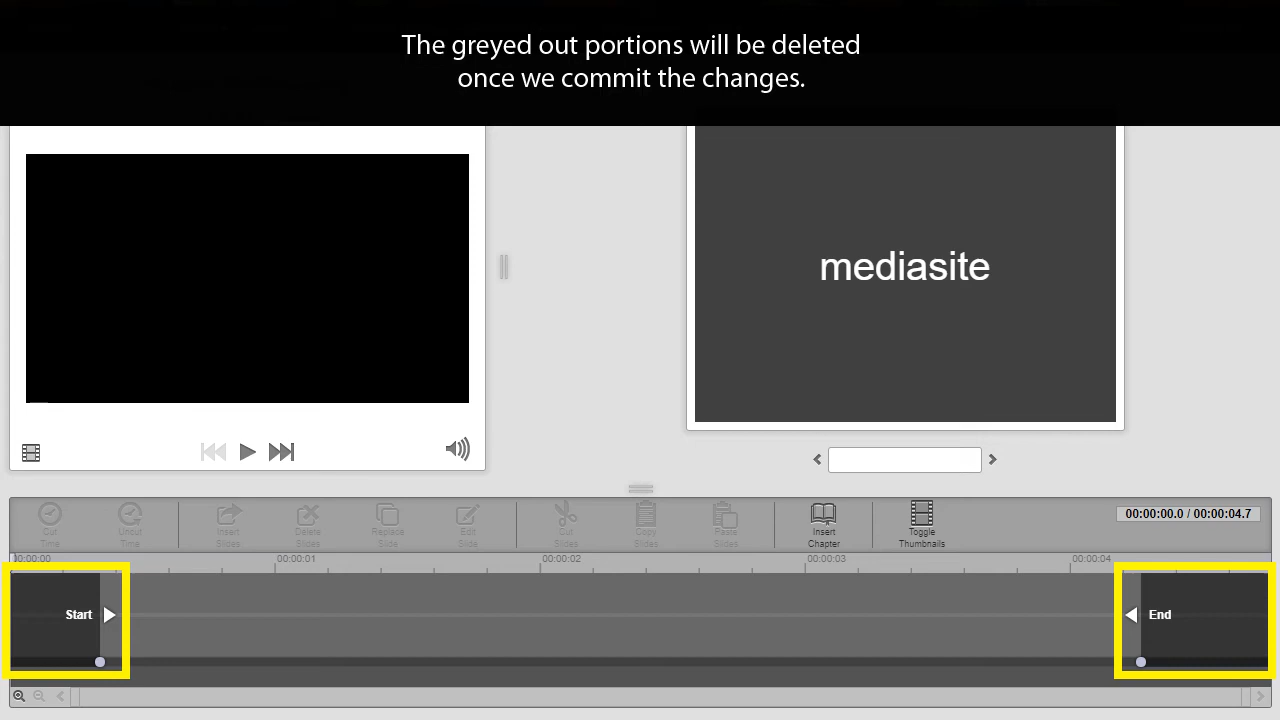 The greyed out portions will be deleted
once we commit the changes.
mediasite
Cut Time
Uncut Time
Insert Slides
Delete Slides
Replace Slide
Edit Slide
Cut Slides
Copy Slides
Paste Slides
Insert Chapter
Toggle Thumbnails
00:00:00.0 / 00:00:04.7
00:00:00
00:00:01
00:00:02
00:00:03
00:00:04
Start
End